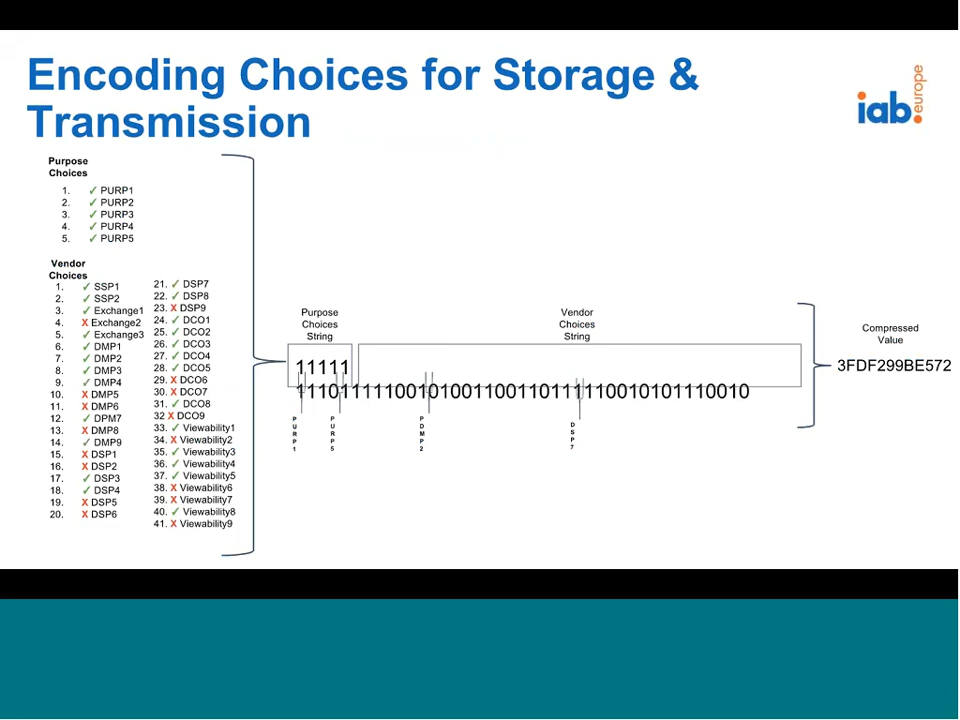 Encoding Choices for Storage &
Transmission
iab europe
Purpose
Choices
1. ✓ PURP1
2. ✓ PURP2
3. ✓ PURP3
4. ✓ PURP4
5. ✓ PURP5
Vendor
Choices
1. ✓ SSP1
2. ✓ SSP2
3. ✓ Exchange1
4. X Exchange2
5. ✓ Exchange3
6. ✓ DMP1
7. ✓ DMP2
8. ✓ DMP3
9. ✓ DMP4
10. X DMP5
11. X DMP6
12. ✓ DPM7
13. X DMP8
14. ✓ DMP9
15. X DSP1
16. X DSP2
17. ✓ DSP3
18. ✓ DSP4
19. X DSP5
20. X DSP6
21. ✓ DSP7
22. ✓ DSP8
23. X DSP9
24. ✓ DCO1
25. ✓ DCO2
26. ✓ DCO3
27. ✓ DCO4
28. ✓ DCO5
29. X DCO6
30. X DCO7
31. ✓ DCO8
32 X DCO9
33. ✓ Viewability1
34. X Viewability2
35. ✓ Viewability3
36. ✓ Viewability4
37. ✓ Viewability5
38. X Viewability6
39. X Viewability7
40. ✓ Viewability8
41. X Viewability9
Purpose
Choices
String
Vendor
Choices
String
11111
11101111100101001100110111110010101110010
PURP1
PURP5
PDMP2
DSP7
Compressed
Value
3FDF299BE572